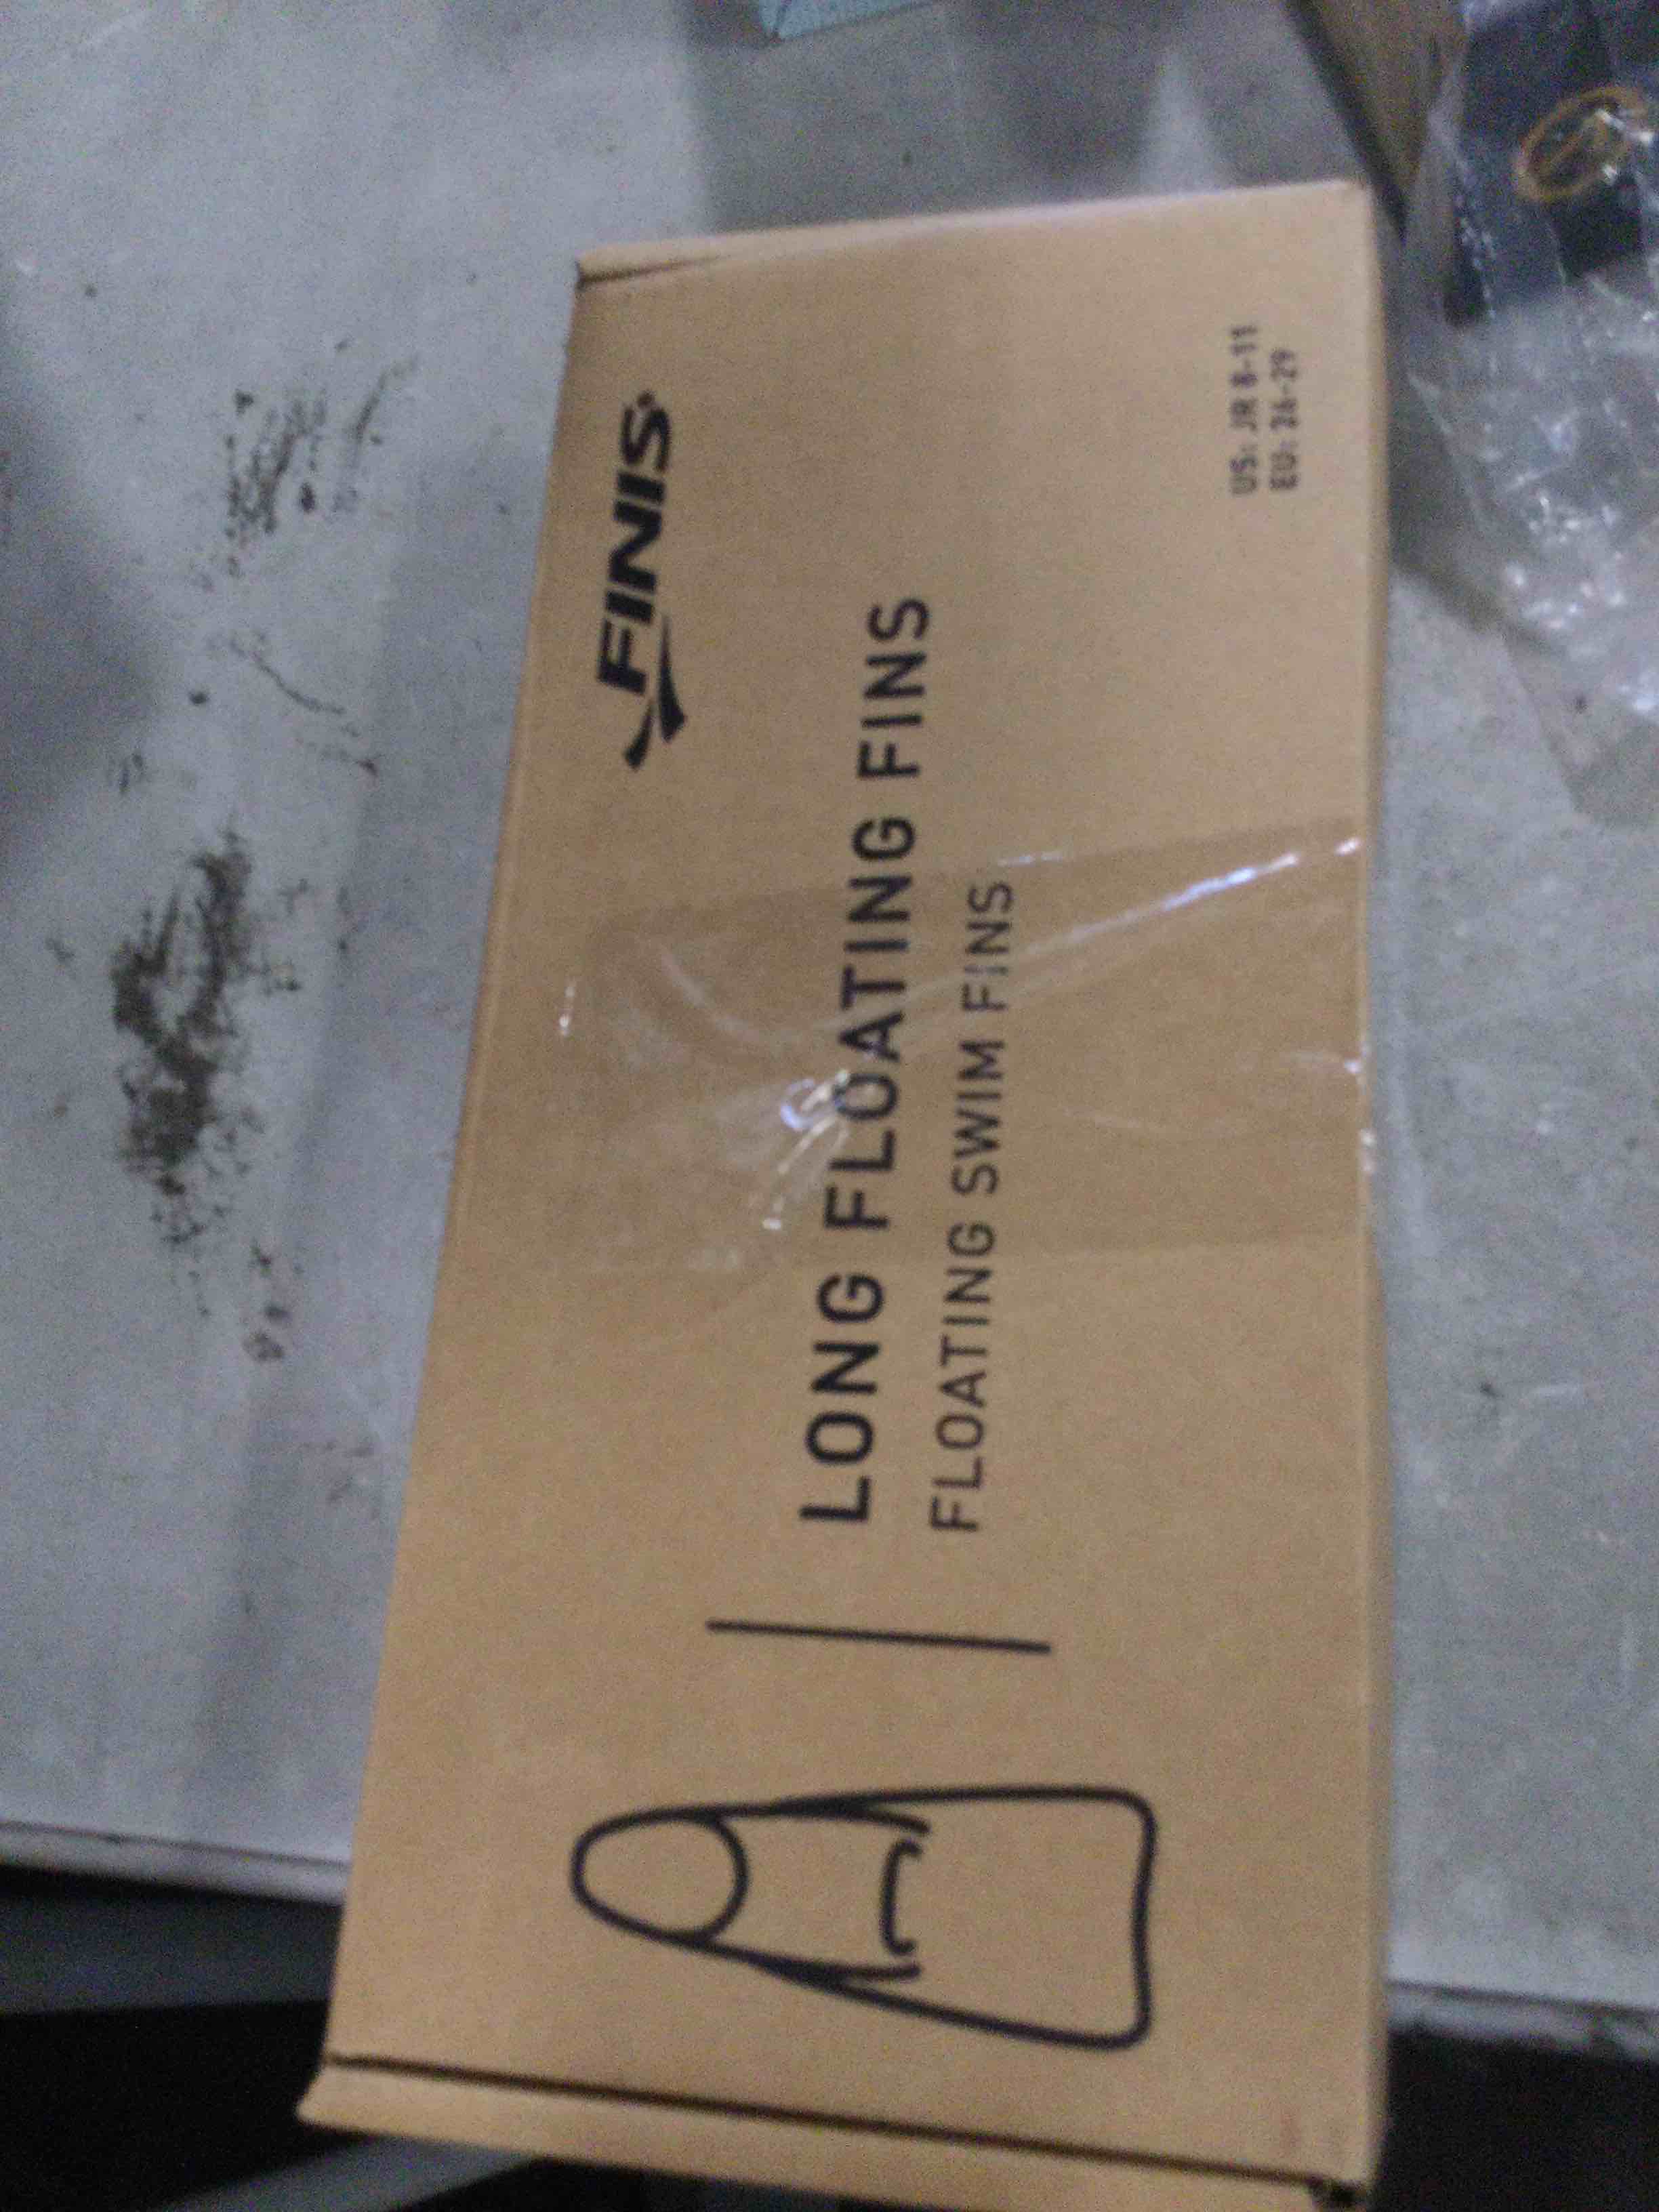 FINIS
LONG FLOATING FINS
FLOATING SWIM FINS
US: JR 8-11
EU: 26-29